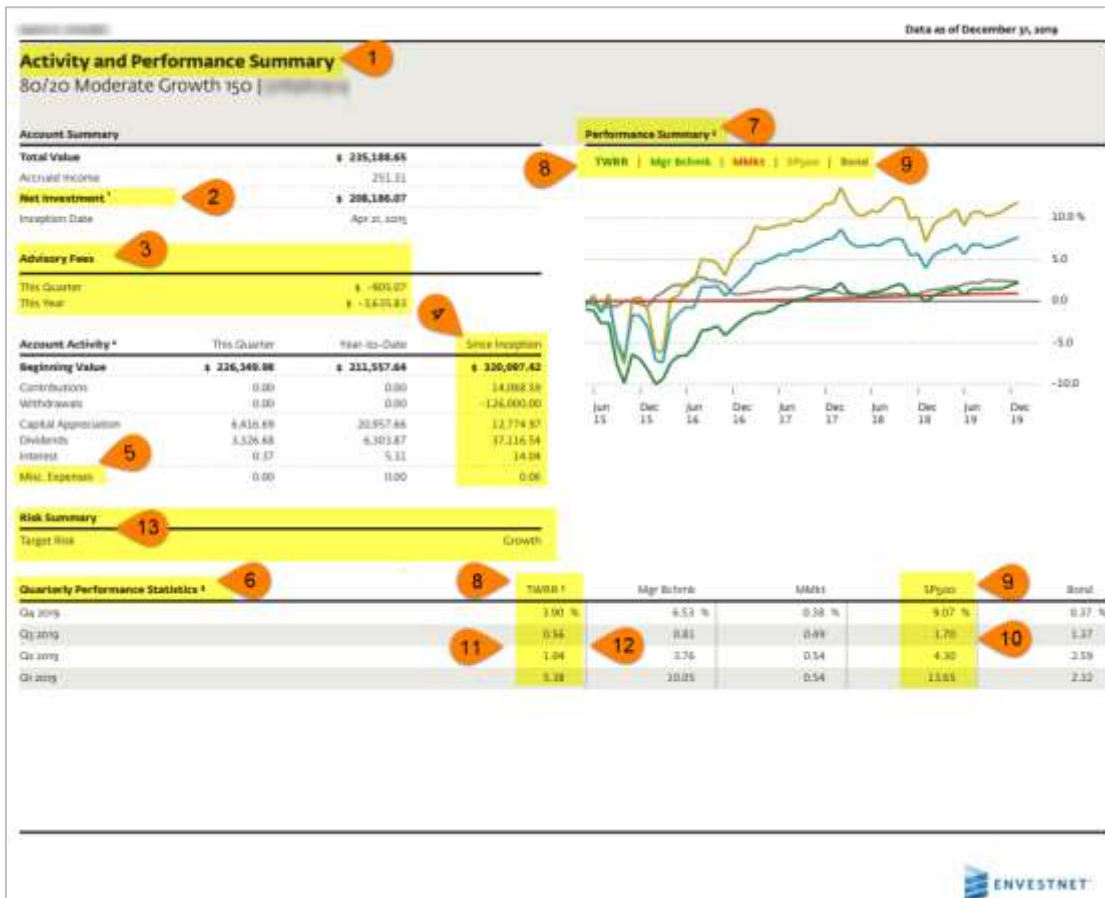 Data as of December 31, 2019
Activity and Performance Summary 1
80/20 Moderate Growth 150 |
Account Summary
Total Value $ 235,188.65
Accrued Income 251.31
Net Investment ¹ 2 $ 208,186.07
Inception Date Apr 21, 2015
Advisory Fees 3
This Quarter $ -905.07
This Year $ -3,635.83
4
Account Activity This Quarter Year-to-Date Since Inception
Beginning Value $ 226,349.98 $ 211,557.64 $ 320,097.42
Contributions 0.00 0.00 14,068.59
Withdrawals 0.00 0.00 -126,000.00
Capital Appreciation 6,416.69 20,957.66 12,774.97
Dividends 3,326.68 6,303.87 37,116.54
Interest 0.37 5.31 14.04
5
Misc. Expenses 0.00 0.00 0.06
Risk Summary
13
Target Risk Growth
Performance Summary 7
8 TWRR | Mgr Bchmk | MMkt | SP500 | Bond 9
10.0 %
5.0
0.0
-5.0
-10.0
Jun 15 Dec 15 Jun 16 Dec 16 Jun 17 Dec 17 Jun 18 Dec 18 Jun 19 Dec 19
Quarterly Performance Statistics 6 8 TWRR Mgr Bchmk MMkt SP500 9 Bond
Q4 2019 3.90 % 6.53 % 0.38 % 9.07 % 0.37 %
Q3 2019 11 0.56 12 0.81 0.49 1.70 10 1.37
Q2 2019 1.04 3.76 0.54 4.30 2.59
Q1 2019 5.38 10.05 0.54 13.65 2.32
ENVESTNET